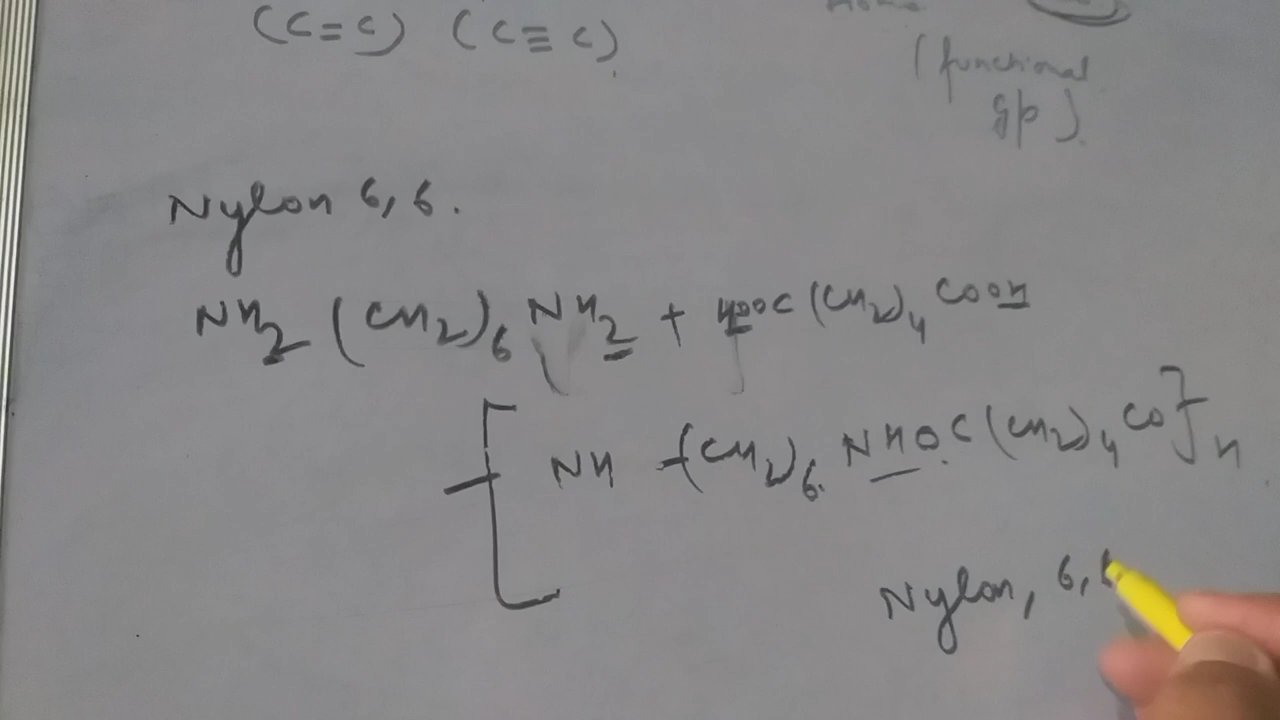 (C=C) (C≡C)
(functional
gp).
Nylon 6,6.
NH2 (CH2)6 NH2 + HOOC (CH2)4 COOH
[NH (CH2)6 NHOC (CH2)4 CO]n
Nylon, 6,